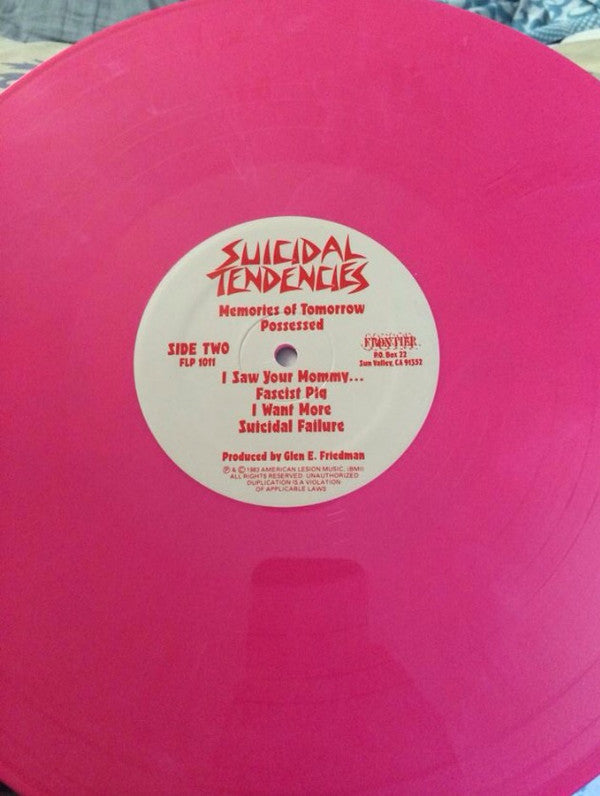 SUICIDAL
TENDENCIES
Memories of Tomorrow
Possessed
SIDE TWO
FLP 1011
FRONTIER
P.O. Box 22
Sun Valley, CA 91352
I Saw Your Mommy...
Fascist Pig
I Want More
Suicidal Failure
Produced by Glen E. Friedman
℗ & © 1983 AMERICAN LESION MUSIC, (BMI)
ALL RIGHTS RESERVED. UNAUTHORIZED
DUPLICATION IS A VIOLATION
OF APPLICABLE LAWS